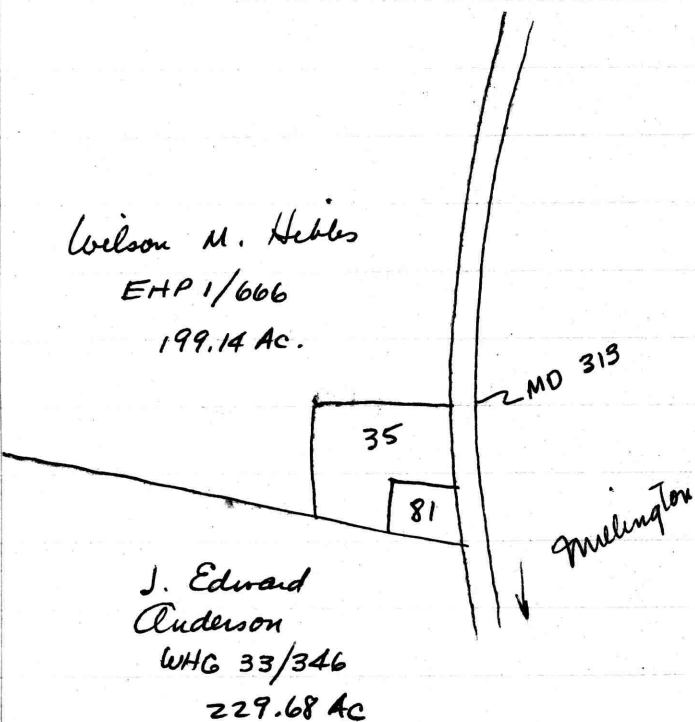 Wilson M. Hibbs
EHP 1/666
199.14 Ac.
MD 313
35
81
Millington
J. Edward
Anderson
WHG 33/346
229.68 Ac